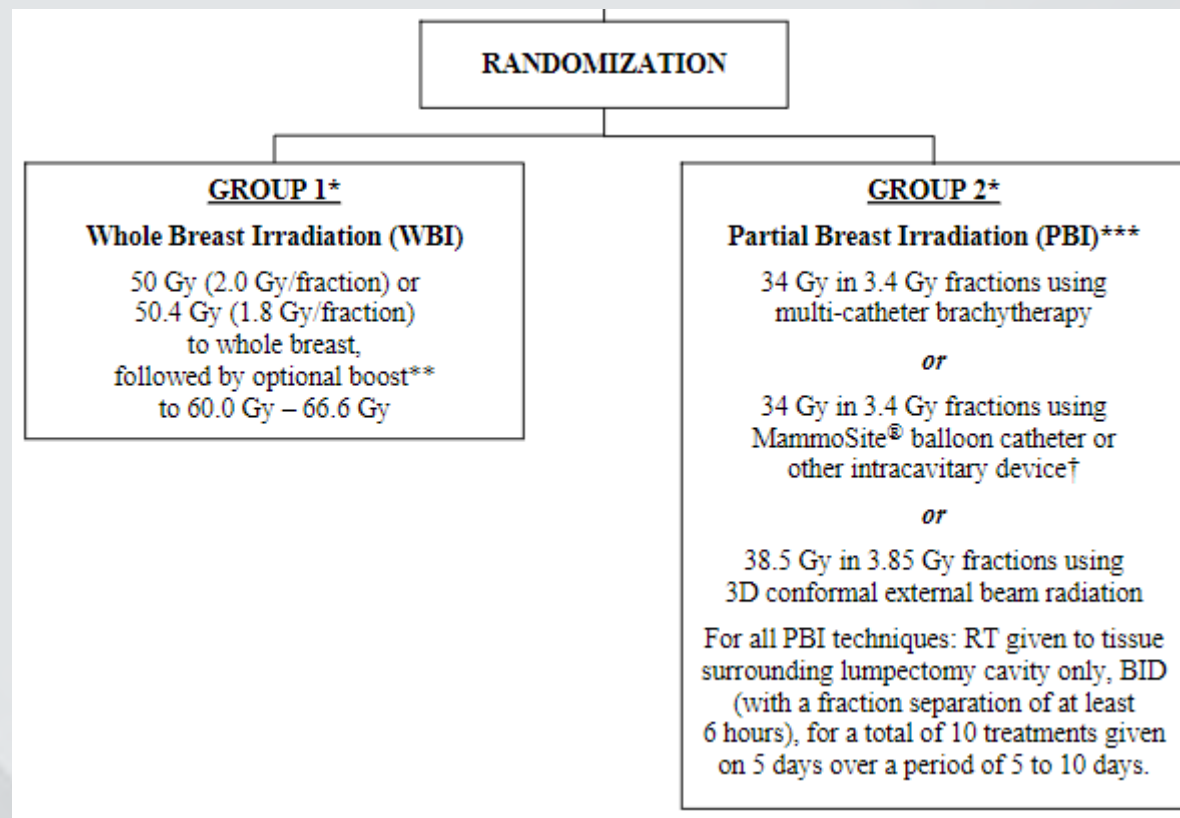 RANDOMIZATION
GROUP 1*
Whole Breast Irradiation (WBI)
50 Gy (2.0 Gy/fraction) or
50.4 Gy (1.8 Gy/fraction)
to whole breast,
followed by optional boost**
to 60.0 Gy – 66.6 Gy
GROUP 2*
Partial Breast Irradiation (PBI)***
34 Gy in 3.4 Gy fractions using
multi-catheter brachytherapy
or
34 Gy in 3.4 Gy fractions using
MammoSite® balloon catheter or
other intracavitary device†
or
38.5 Gy in 3.85 Gy fractions using
3D conformal external beam radiation
For all PBI techniques: RT given to tissue
surrounding lumpectomy cavity only, BID
(with a fraction separation of at least
6 hours), for a total of 10 treatments given
on 5 days over a period of 5 to 10 days.